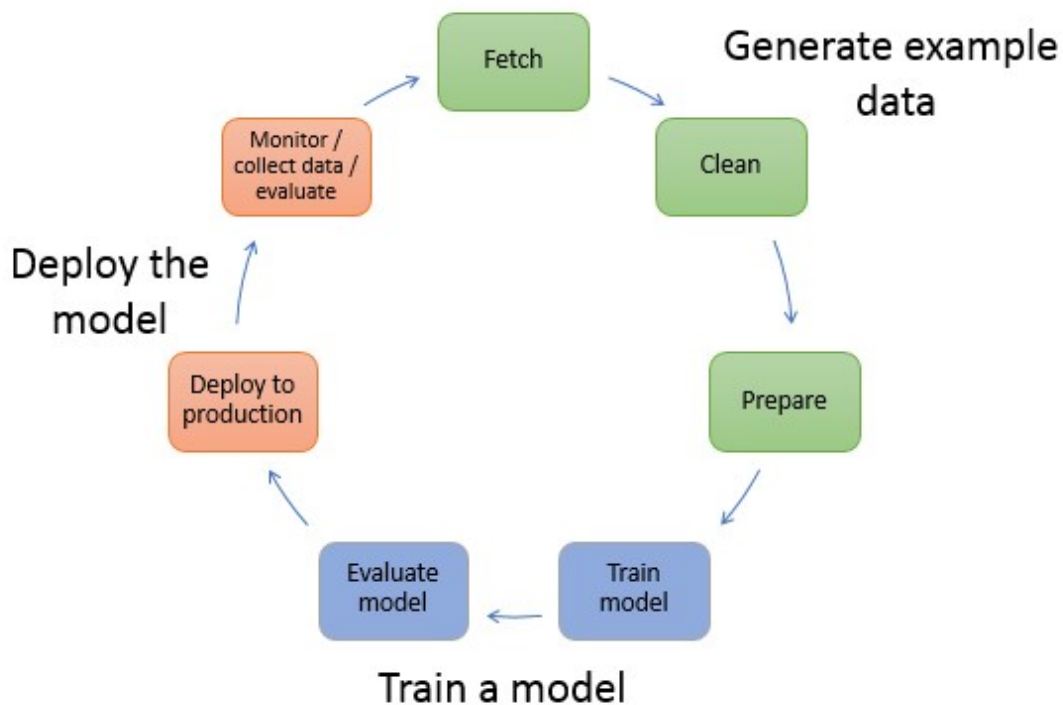 Fetch
Generate example
data
Clean
Monitor /
collect data /
evaluate
Deploy the
model
Prepare
Deploy to
production
Train
model
Evaluate
model
Train a model